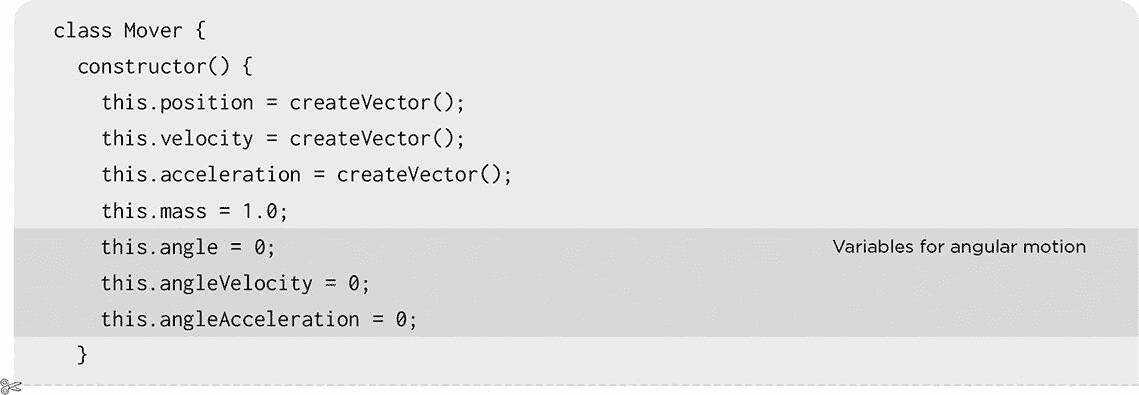 class Mover {
  constructor() {
    this.position = createVector();
    this.velocity = createVector();
    this.acceleration = createVector();
    this.mass = 1.0;
    this.angle = 0; Variables for angular motion
    this.angleVelocity = 0;
    this.angleAcceleration = 0;
  }